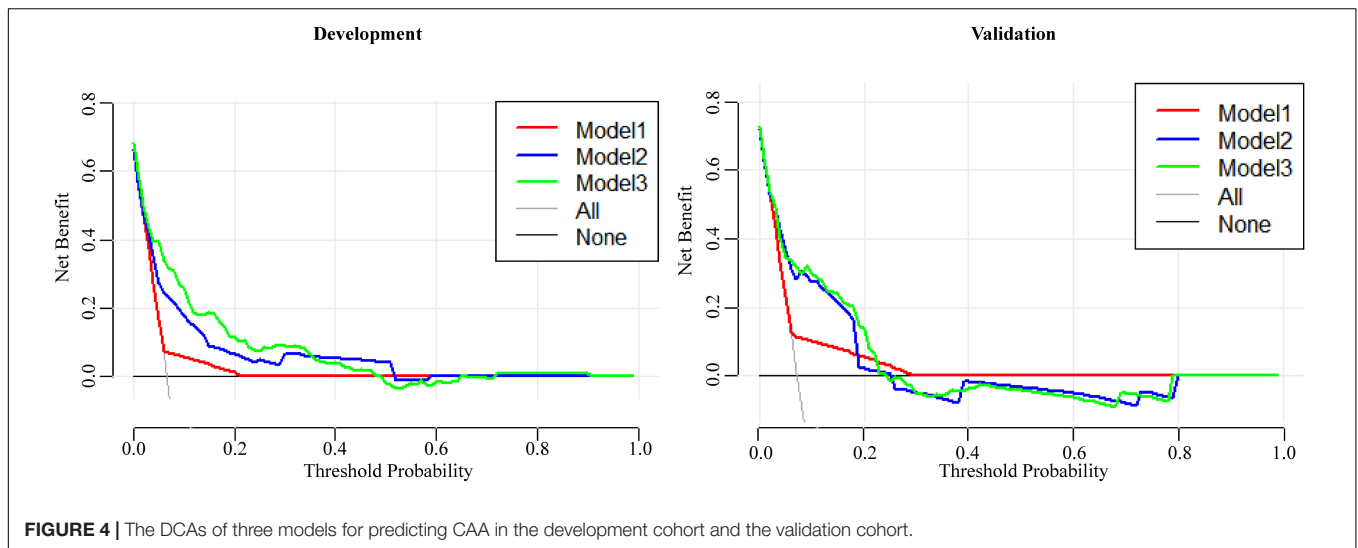 Development
Net Benefit
0.8
0.6
0.4
0.2
0.0
0.0 0.2 0.4 0.6 0.8 1.0
Threshold Probability
Model1
Model2
Model3
All
None
Validation
Net Benefit
0.8
0.6
0.4
0.2
0.0
0.0 0.2 0.4 0.6 0.8 1.0
Threshold Probability
Model1
Model2
Model3
All
None
FIGURE 4 | The DCAs of three models for predicting CAA in the development cohort and the validation cohort.